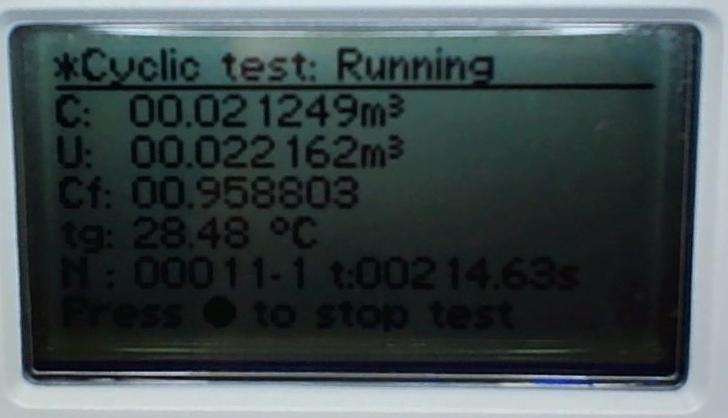 *Cyclic test: Running
C: 00.021249m³
U: 00.022162m³
Cf: 00.958803
tg: 28.48 °C
N : 00011-1 t:00214.63s
Press ● to stop test